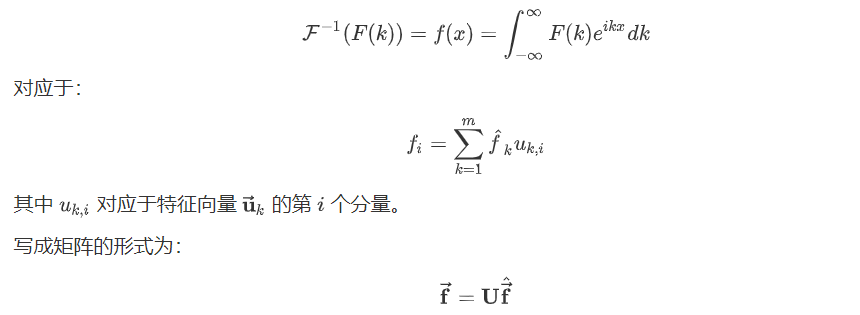 $$\mathcal{F}^{-1}(F(k)) = f(x) = \int_{-\infty}^{\infty} F(k)e^{ikx}dk$$
对应于：
$$f_i = \sum_{k=1}^{m} \hat{f}_k u_{k,i}$$
其中 $u_{k,i}$ 对应于特征向量 $\vec{\mathbf{u}}_k$ 的第 $i$ 个分量。
写成矩阵的形式为：
$$\vec{\mathbf{f}} = \mathbf{U}\hat{\vec{\mathbf{f}}}$$